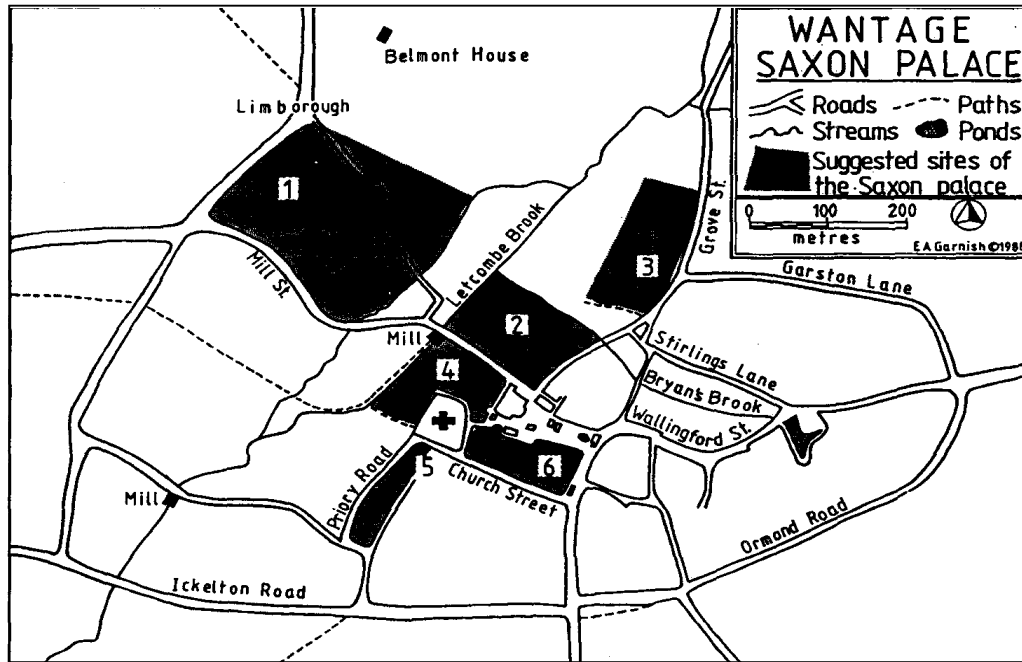 WANTAGE
SAXON PALACE
Roads
Paths
Streams
Ponds
Suggested sites of
the Saxon palace
0 100 200
metres
E.A Garnish ©
Belmont House
Limborough
1
Mill St.
Letcombe Brook
Grove St.
3
Garston Lane
2
Mill
4
Stirlings Lane
Bryan's Brook
Wallingford St.
5
6
Priory Road
Church Street
Mill
Ormond Road
Ickelton Road